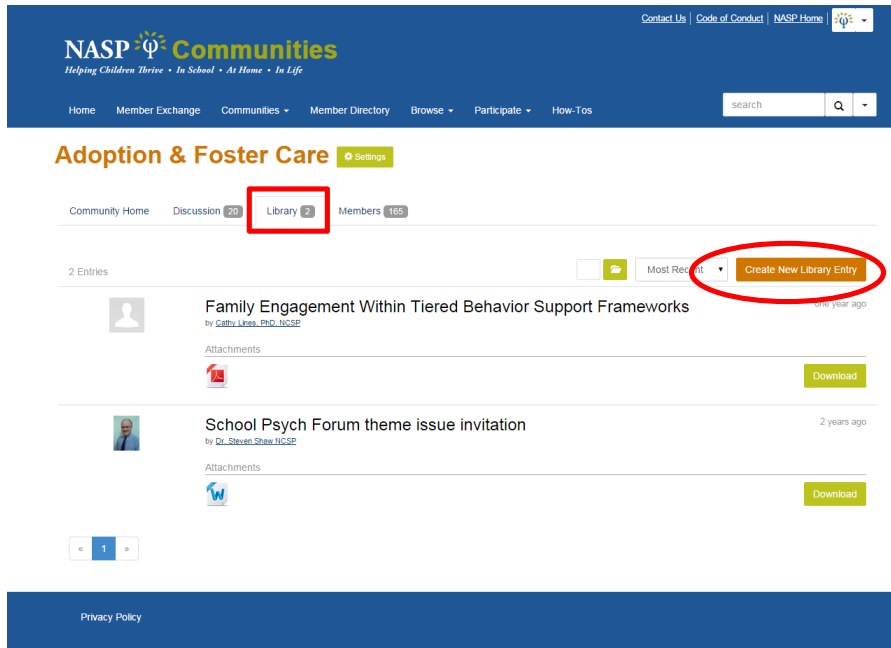 Contact Us | Code of Conduct | NASP Home
NASP Communities
Helping Children Thrive • In School • At Home • In Life
Home Member Exchange Communities Member Directory Browse Participate How-Tos search
Adoption & Foster Care Settings
Community Home Discussion 20 Library 2 Members 165
2 Entries Most Recent Create New Library Entry
Family Engagement Within Tiered Behavior Support Frameworks one year ago
by Cathy Lines, PhD, NCSP
Attachments
Download
School Psych Forum theme issue invitation 2 years ago
by Dr. Steven Shaw NCSP
Attachments
Download
« 1 »
Privacy Policy